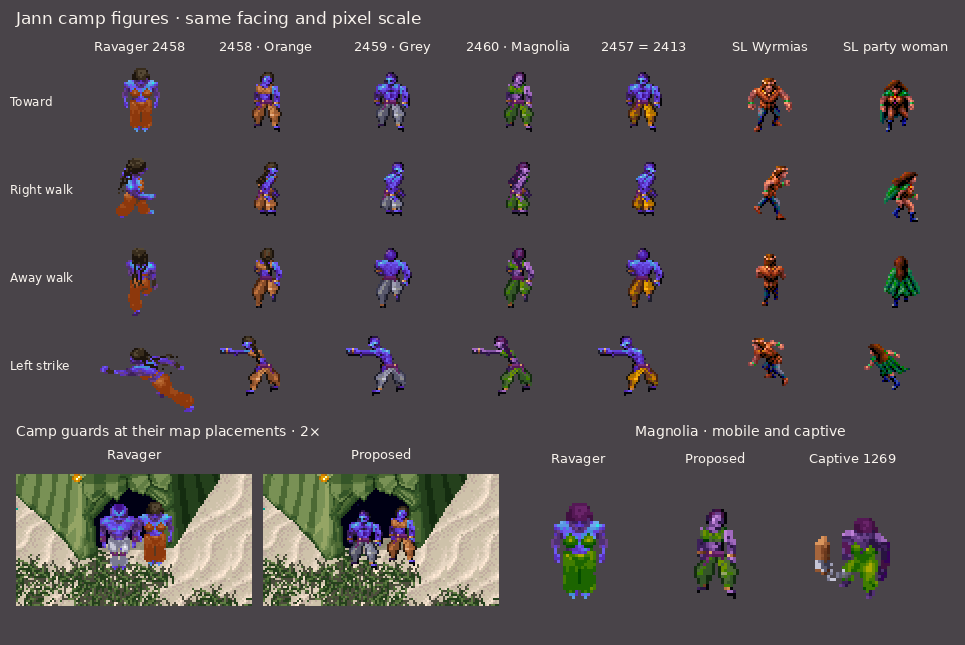 Jann camp figures · same facing and pixel scale
Ravager 2458 2458 · Orange 2459 · Grey 2460 · Magnolia 2457 = 2413 SL Wyrmias SL party woman
Toward
Right walk
Away walk
Left strike
Camp guards at their map placements · 2×
Ravager Proposed
Magnolia · mobile and captive
Ravager Proposed Captive 1269